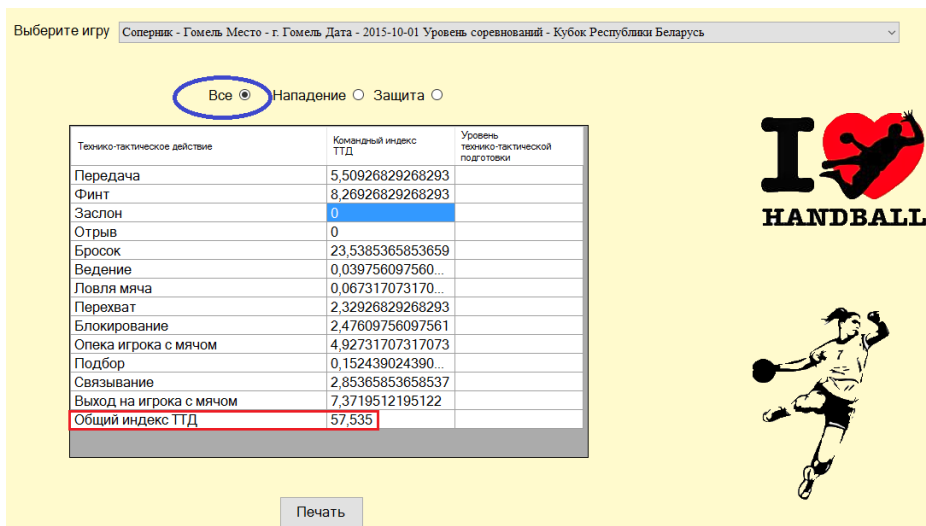 Выберите игру Соперник - Гомель Место - г. Гомель Дата - 2015-10-01 Уровень соревнований - Кубок Республики Беларусь
Все Нападение Защита
Технико-тактическое действие Командный индекс ТТД Уровень технико-тактической подготовки
Передача 5,50926829268293
Финт 8,26926829268293
Заслон 0
Отрыв 0
Бросок 23,5385365853659
Ведение 0,039756097560...
Ловля мяча 0,067317073170...
Перехват 2,32926829268293
Блокирование 2,47609756097561
Опека игрока с мячом 4,92731707317073
Подбор 0,152439024390...
Связывание 2,85365853658537
Выход на игрока с мячом 7,3719512195122
Общий индекс ТТД 57,535
Печать
I
HANDBALL
7